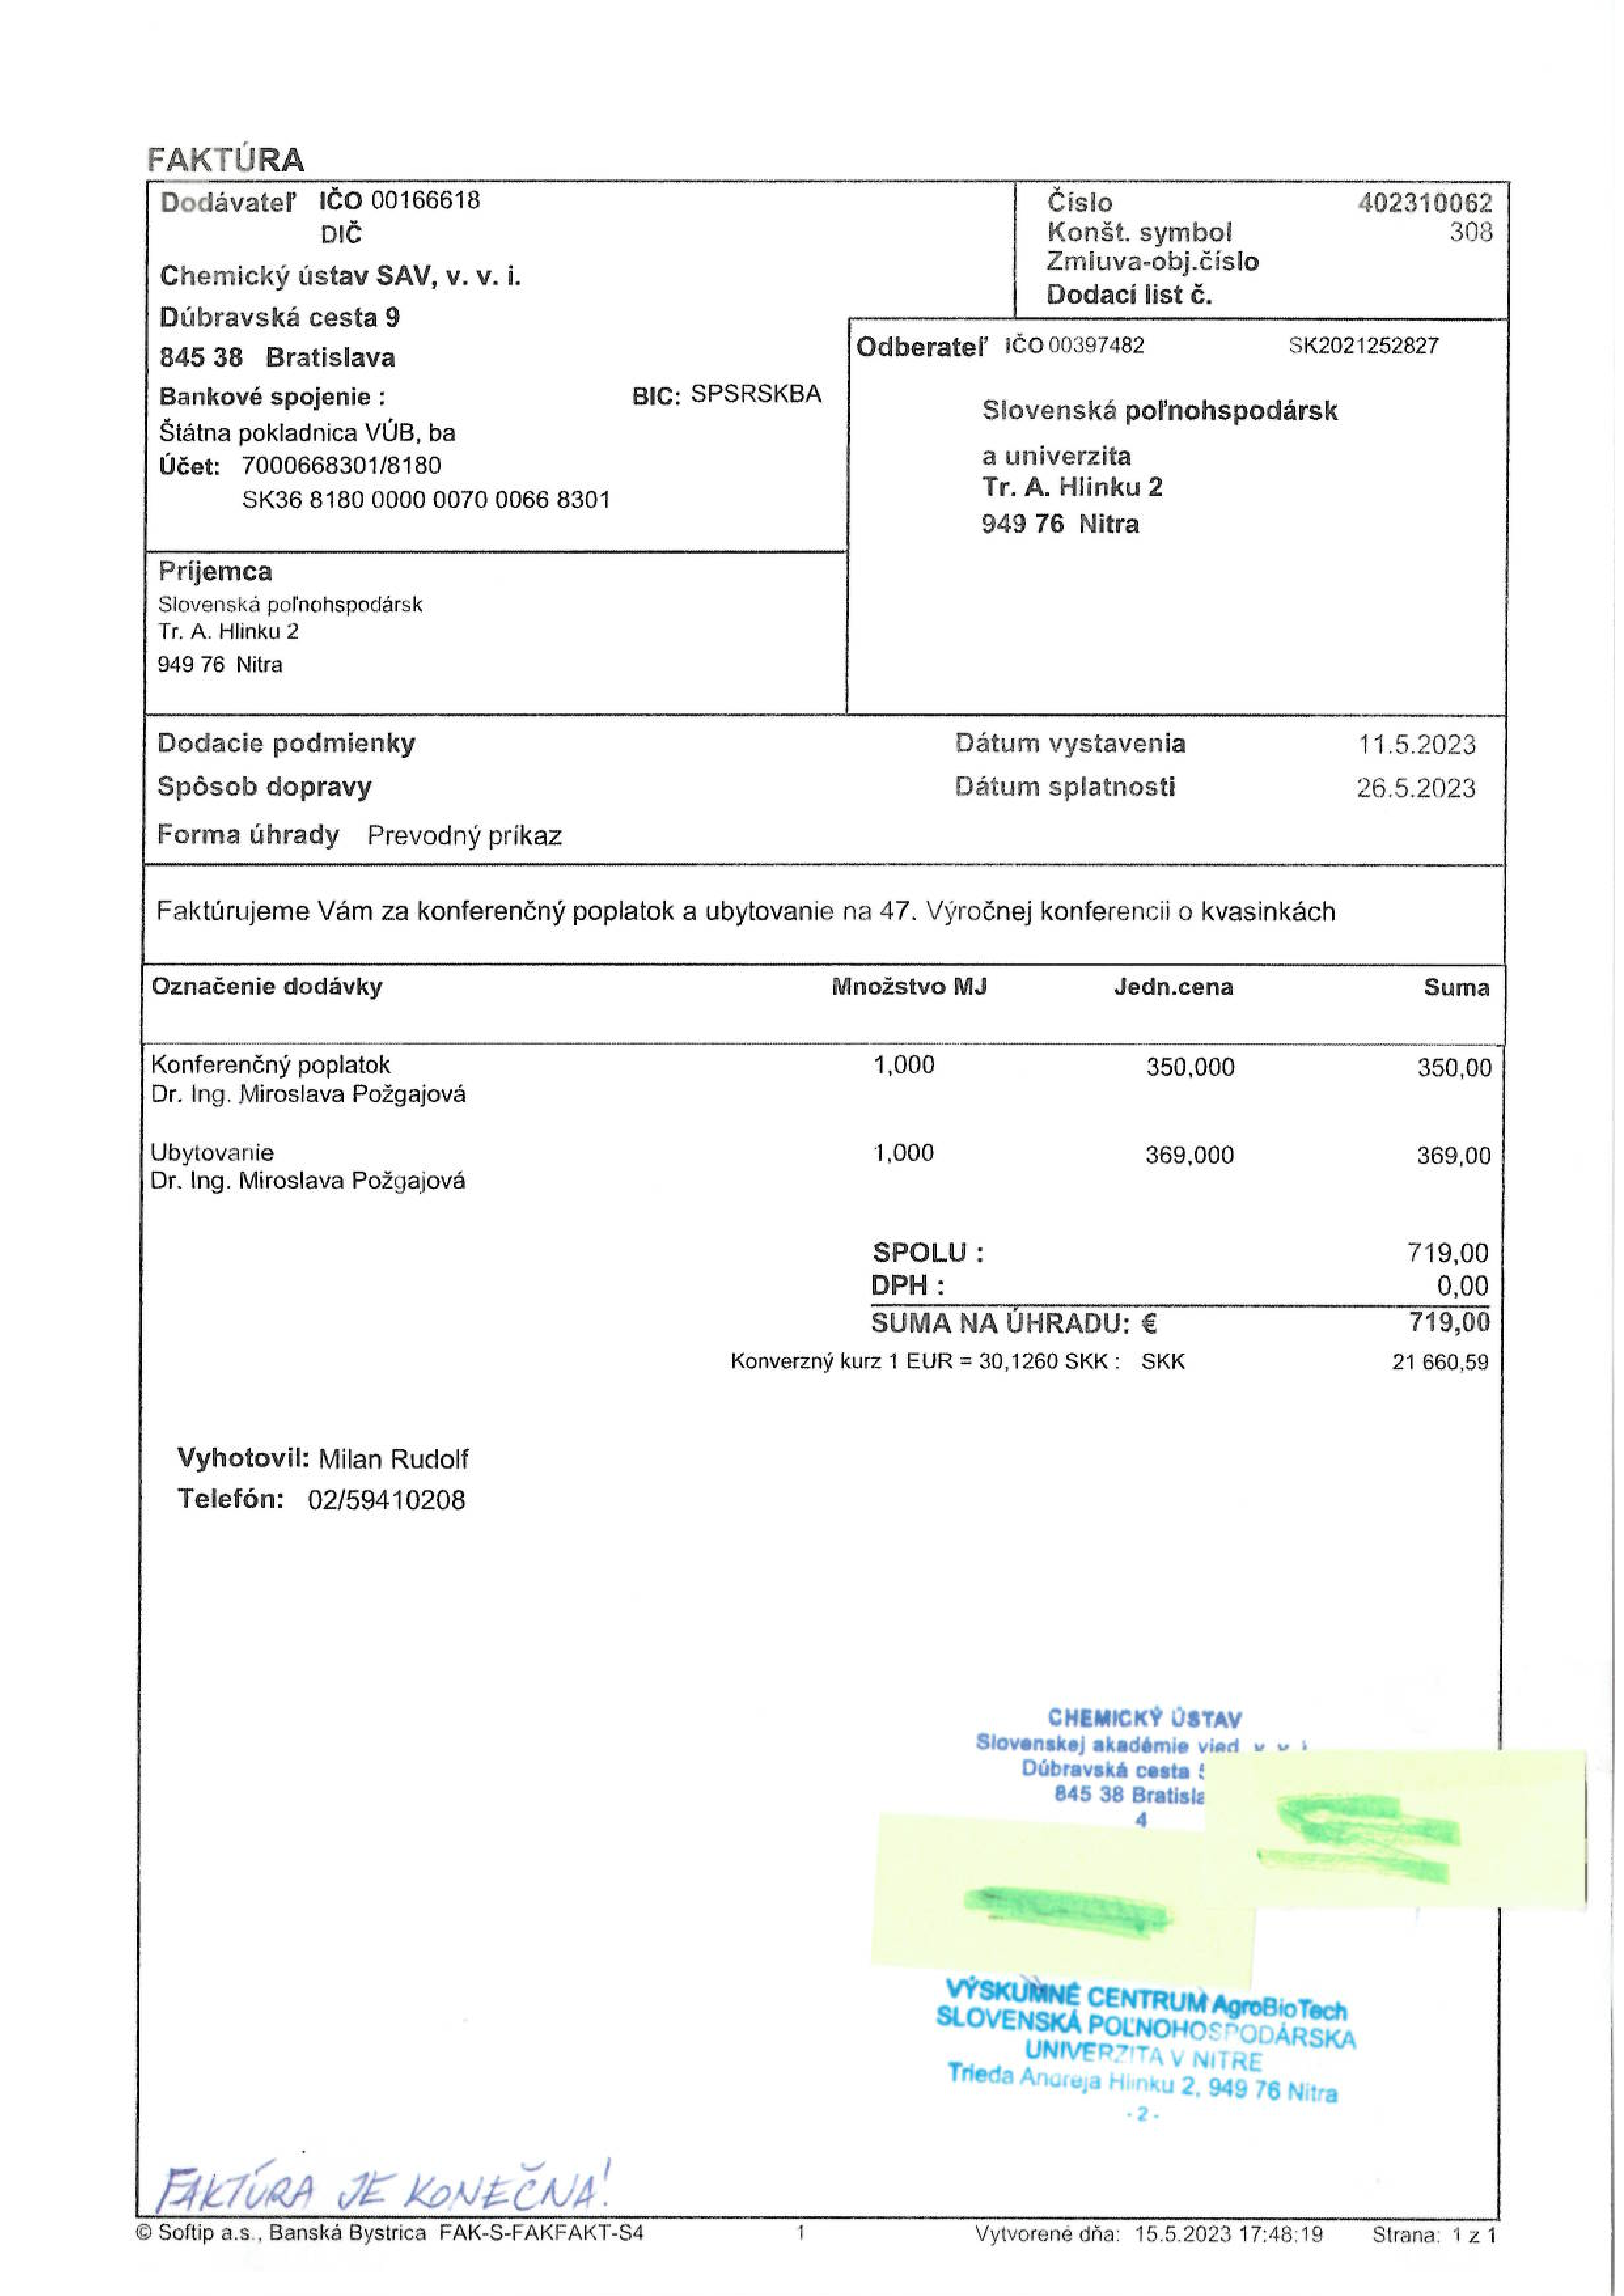 FAKTÚRA
Dodávateľ IČO 00166618
DIČ
Chemický ústav SAV, v. v. i.
Dúbravská cesta 9
845 38 Bratislava
Bankové spojenie : BIC: SPSRSKBA
Štátna pokladnica VÚB, ba
Účet: 7000668301/8180
SK36 8180 0000 0070 0066 8301
Číslo 402310062
Konšt. symbol 308
Zmluva-obj.číslo
Dodací list č.
Odberateľ IČO 00397482 SK2021252827
Slovenská poľnohspodársk
a univerzita
Tr. A. Hlinku 2
949 76 Nitra
Príjemca
Slovenská poľnohspodársk
Tr. A. Hlinku 2
949 76 Nitra
Dodacie podmienky Dátum vystavenia 11.5.2023
Spôsob dopravy Dátum splatnosti 26.5.2023
Forma úhrady Prevodný príkaz
Faktúrujeme Vám za konferenčný poplatok a ubytovanie na 47. Výročnej konferencii o kvasinkách
Označenie dodávky Množstvo MJ Jedn.cena Suma
Konferenčný poplatok 1,000 350,000 350,00
Dr. Ing. Miroslava Požgajová
Ubytovanie 1,000 369,000 369,00
Dr. Ing. Miroslava Požgajová
SPOLU : 719,00
DPH : 0,00
SUMA NA ÚHRADU: € 719,00
Konverzný kurz 1 EUR = 30,1260 SKK : SKK 21 660,59
Vyhotovil: Milan Rudolf
Telefón: 02/59410208
CHEMICKÝ ÚSTAV
Slovenskej akadémie vied
Dúbravská cesta
845 38
4
VÝSKUMNÉ CENTRUM AgroBioTech
SLOVENSKÁ POĽNOHOSPODÁRSKA
UNIVERZITA V NITRE
Trieda Andreja Hlinku 2, 949 76 Nitra
- 2 -
FAKTÚRA JE KONEČNÁ!
© Softip a.s., Banská Bystrica FAK-S-FAKFAKT-S4 1 Vytvorené dňa: 15.5.2023 17:48:19 Strana: 1 z 1